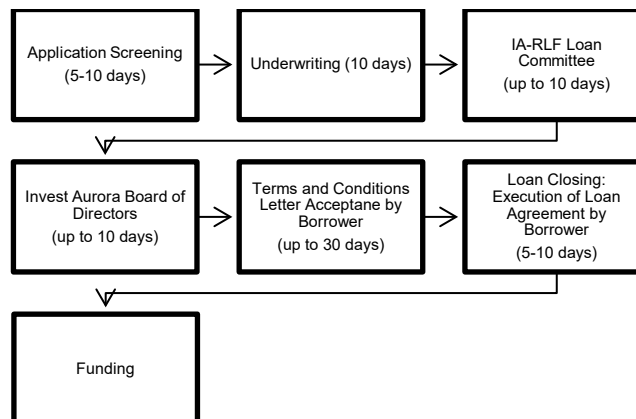 Application Screening
(5-10 days)
Underwriting (10 days)
IA-RLF Loan
Committee
(up to 10 days)
Invest Aurora Board of
Directors
(up to 10 days)
Terms and Conditions
Letter Acceptane by
Borrower
(up to 30 days)
Loan Closing:
Execution of Loan
Agreement by
Borrower
(5-10 days)
Funding